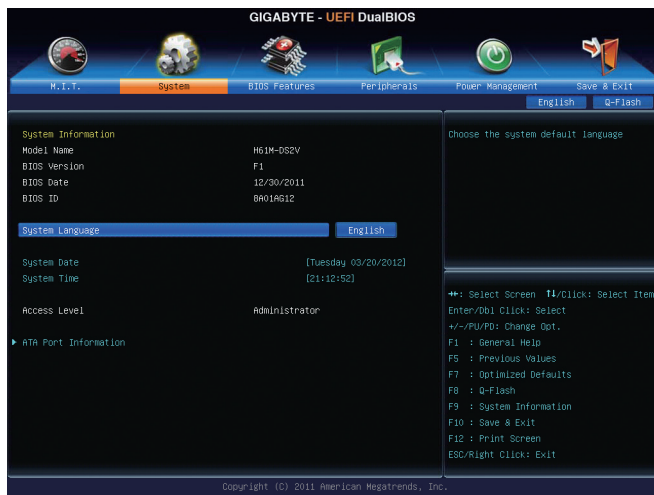 GIGABYTE - UEFI DualBIOS
M.I.T.
System
BIOS Features
Peripherals
Power Management
Save & Exit
English
Q-Flash
System Information
Model Name H61M-DS2V
BIOS Version F1
BIOS Date 12/30/2011
BIOS ID 8A01AG12
System Language English
System Date [Tuesday 03/20/2012]
System Time [21:12:52]
Access Level Administrator
ATA Port Information
Choose the system default language
→←: Select Screen ↑↓/Click: Select Item
Enter/Dbl Click: Select
+/-/PU/PD: Change Opt.
F1 : General Help
F5 : Previous Values
F7 : Optimized Defaults
F8 : Q-Flash
F9 : System Information
F10 : Save & Exit
F12 : Print Screen
ESC/Right Click: Exit
Copyright (C) 2011 American Megatrends, Inc.